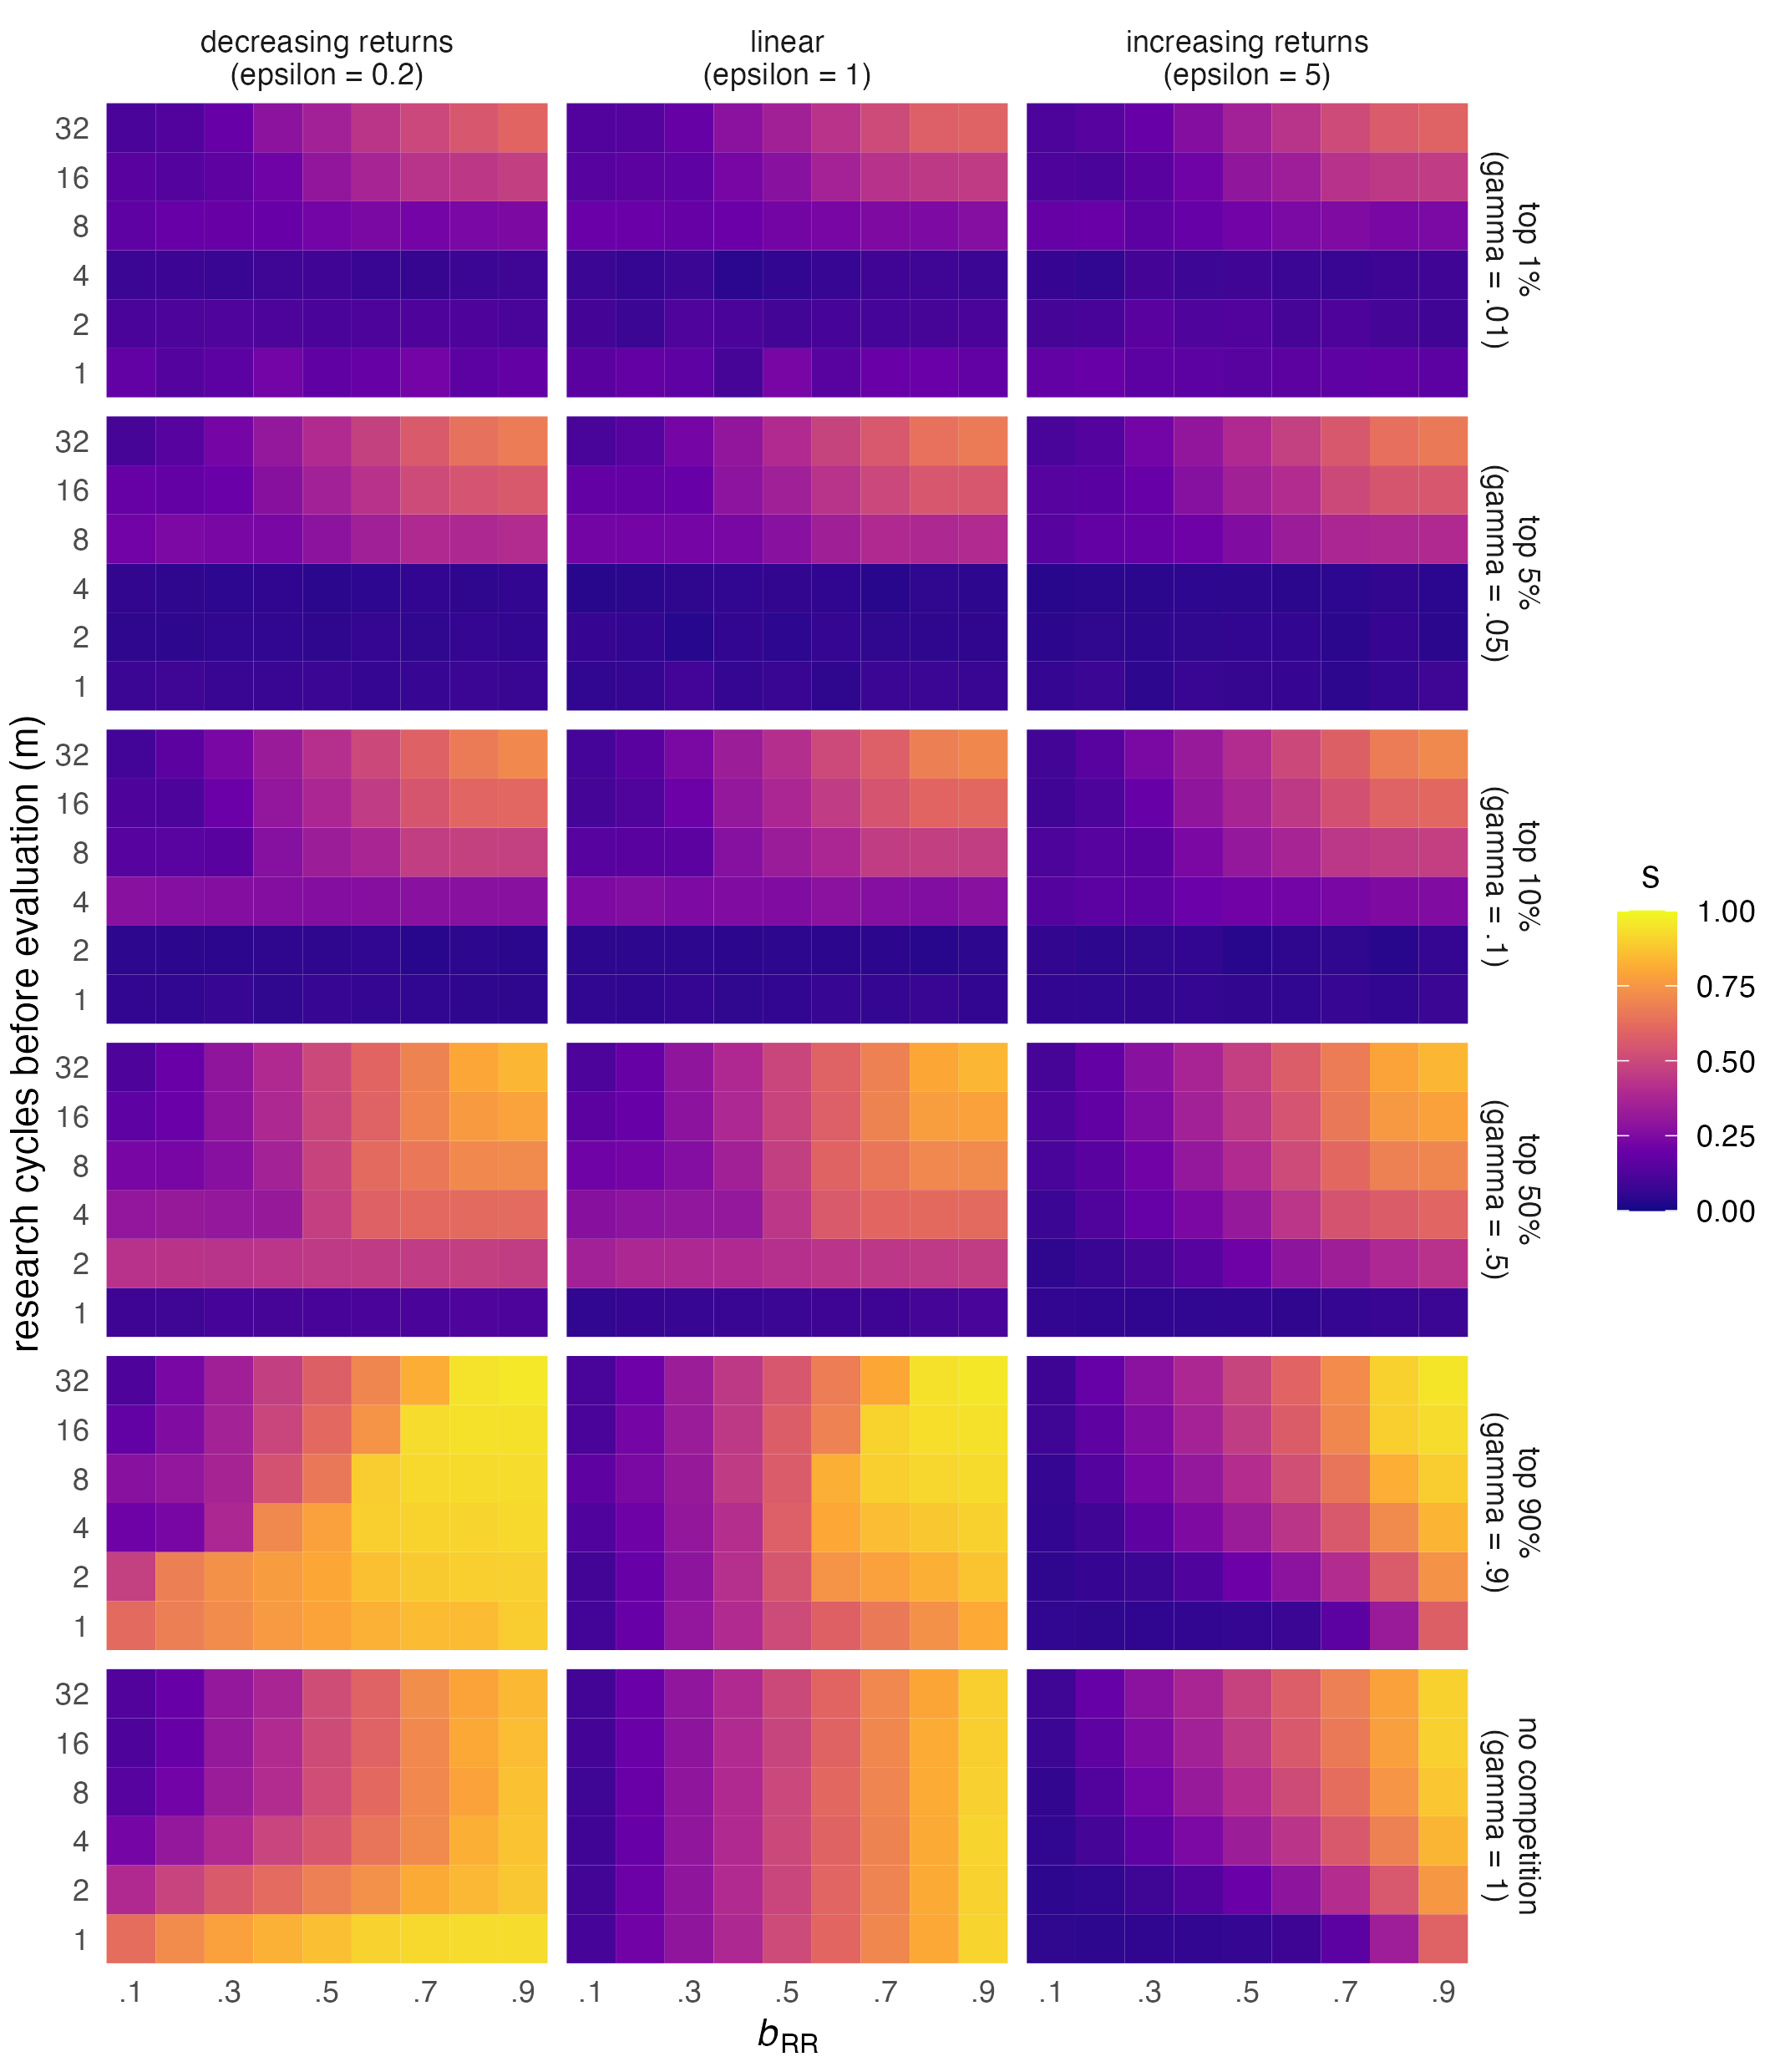 decreasing returns
(epsilon = 0.2)
linear
(epsilon = 1)
increasing returns
(epsilon = 5)
research cycles before evaluation (m)
32
16
8
4
2
1
top 1%
(gamma = .01)
32
16
8
4
2
1
top 5%
(gamma = .05)
32
16
8
4
2
1
top 10%
(gamma = .1)
32
16
8
4
2
1
top 50%
(gamma = .5)
32
16
8
4
2
1
top 90%
(gamma = .9)
32
16
8
4
2
1
no competition
(gamma = 1)
.1 .3 .5 .7 .9
.1 .3 .5 .7 .9
.1 .3 .5 .7 .9
bRR
s
1.00
0.75
0.50
0.25
0.00